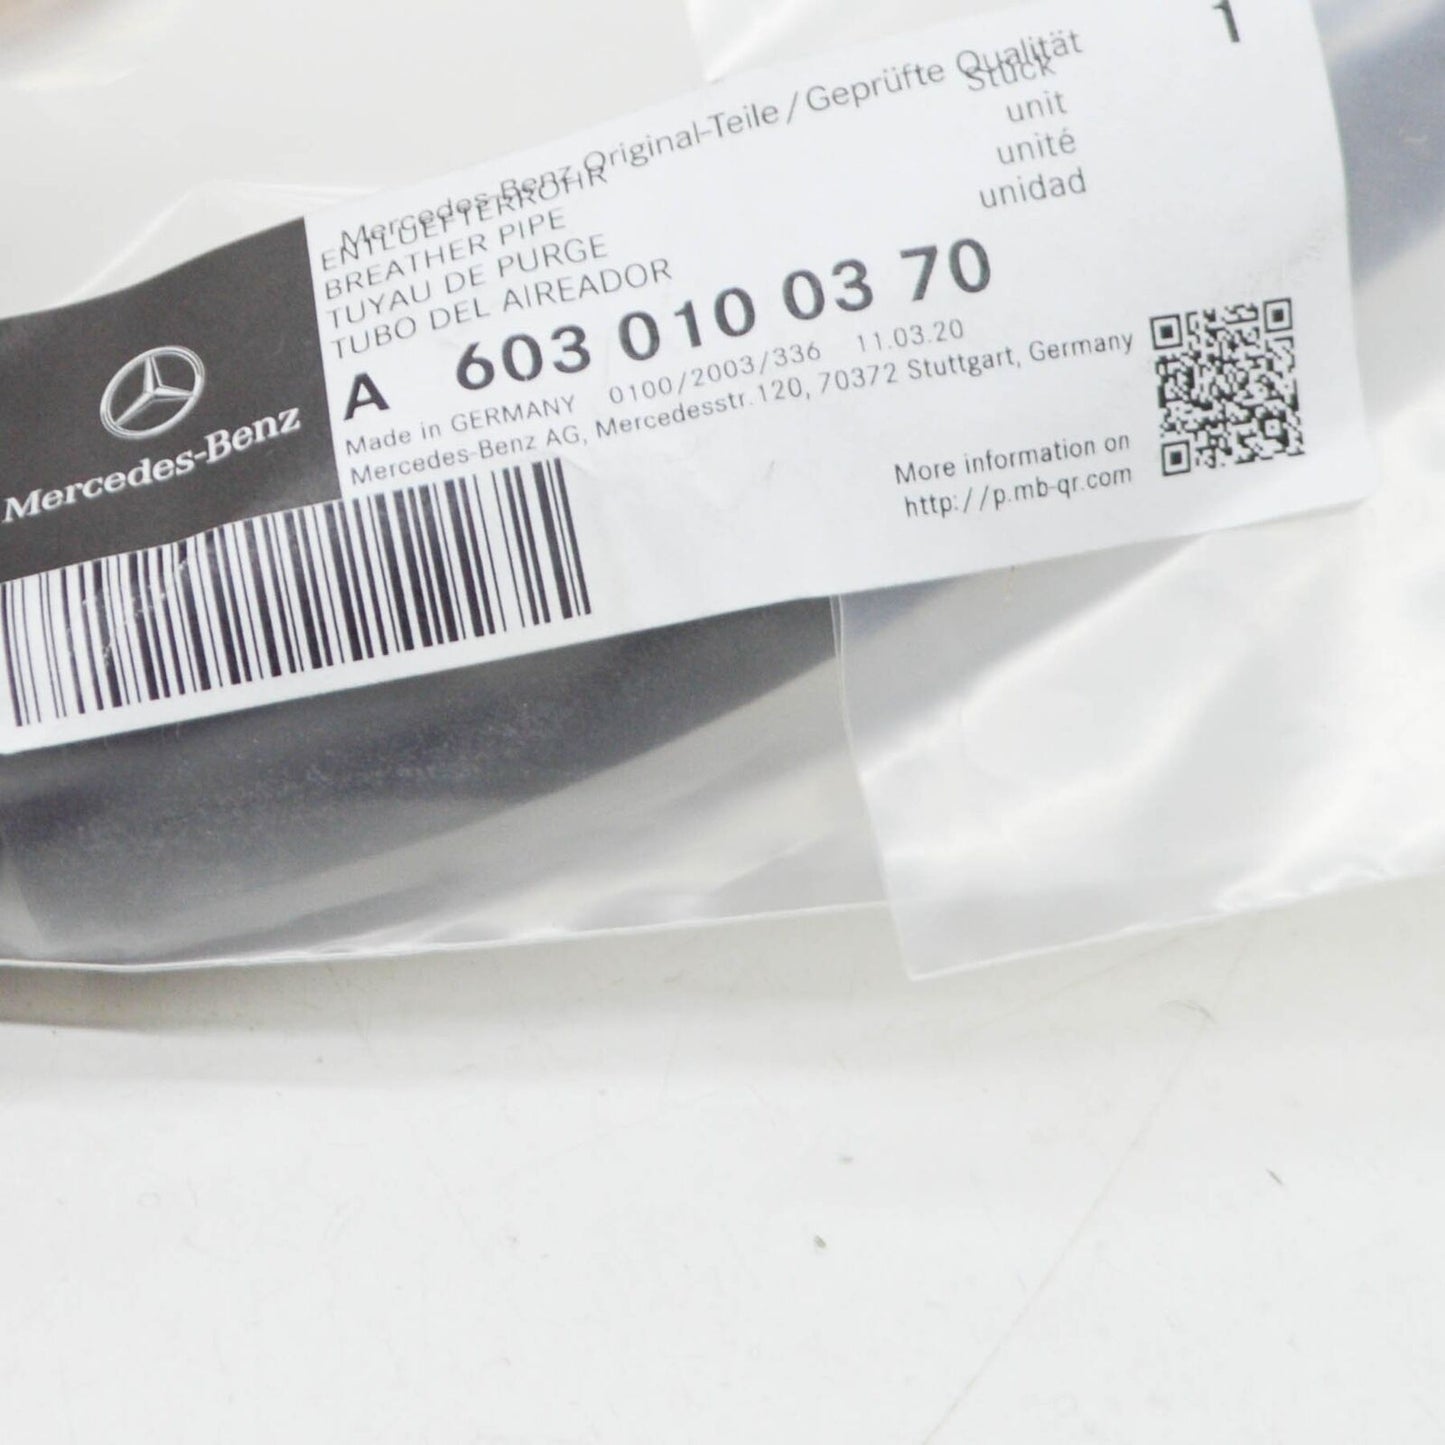 Mercedes-Benz Original-Teile / Geprüfte Qualität
ENTLUEFTERROHR
BREATHER PIPE
TUYAU DE PURGE
TUBO DEL AIREADOR
Stück
unit
unité
unidad
1
A 603 010 03 70
Made in GERMANY 0100/2003/336 11.03.20
Mercedes-Benz AG, Mercedesstr.120, 70372 Stuttgart, Germany
More information on
http://p.mb-qr.com
Mercedes-Benz